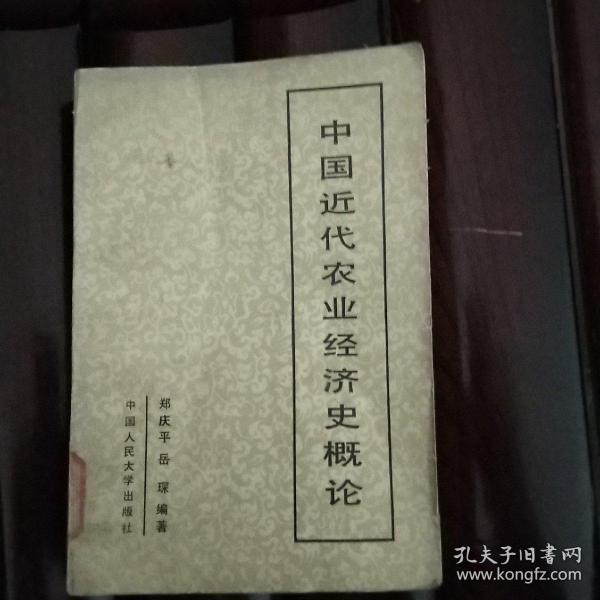 中国近代农业经济史概论
郑庆平 岳 琛 编著
中国人民大学出版社
孔夫子旧书网
www.kongfz.com